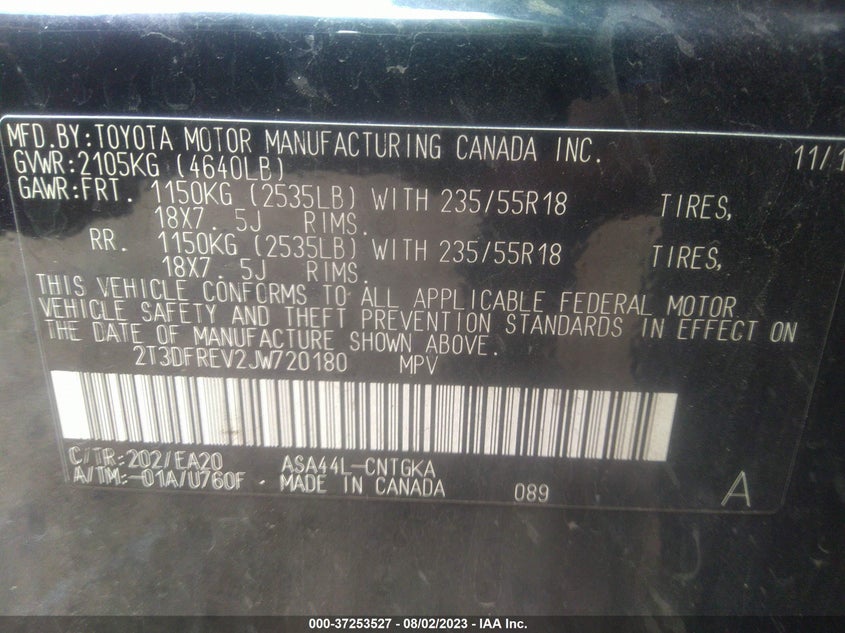 MFD.BY:TOYOTA MOTOR MANUFACTURING CANADA INC. 11/1
GVWR:2105KG (4640LB)
GAWR:FRT. 1150KG (2535LB) WITH 235/55R18 TIRES,
18X7. 5J RIMS.
RR. 1150KG (2535LB) WITH 235/55R18 TIRES,
18X7. 5J RIMS.
THIS VEHICLE CONFORMS TO ALL APPLICABLE FEDERAL MOTOR
VEHICLE SAFETY AND THEFT PREVENTION STANDARDS IN EFFECT ON
THE DATE OF MANUFACTURE SHOWN ABOVE.
2T3DFREV2JW720180 MPV
C/TR:202/EA20 ASA44L-CNTGKA
A/TM:-01A/U760F MADE IN CANADA 089 A
000-37253527 - 08/02/2023 - IAA Inc.